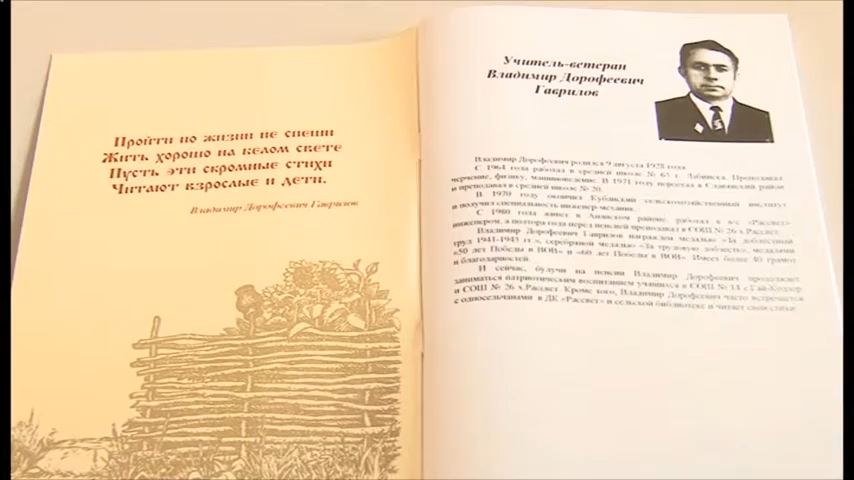 Пройти по жизни не спеши
Жить хорошо на белом свете
Пусть эти скромные стихи
Читают взрослые и дети.
Владимир Дорофеевич Гаврилов
Учитель-ветеран
Владимир Дорофеевич
Гаврилов
Владимир Дорофеевич родился 9 августа 1928 года
С 1964 года работал в средней школе № 65 г. Преподавал
черчение, физику, машиноведение. В 1971 году переехал в Славянский район
и преподавал в средней школе № 20.
В 1970 году окончил Кубанский сельскохозяйственный институт
и получил специальность инженер-механик.
С 1980 года живет в районе, работал в к/с «Рассвет»
инженером, а полтора года перед пенсией преподавал в СОШ № 26 х.Рассвет.
Владимир Дорофеевич Гаврилов награжден медалью «За доблестный
труд 1941-1945 гг.», серебряной медалью «За трудовую доблесть», медалями
«50 лет Победы в ВОВ» и «60 лет Победы в ВОВ». Имеет более 40 грамот
и благодарностей.
И сейчас, будучи на пенсии Владимир Дорофеевич продолжает
заниматься патриотическим воспитанием учащихся в СОШ № 14 с.Гай-Кодзор
и СОШ № 26 х.Рассвет. Кроме того, Владимир Дорофеевич часто встречается
с односельчанами в ДК «Рассвет» и сельской библиотеке и читает свои стихи.